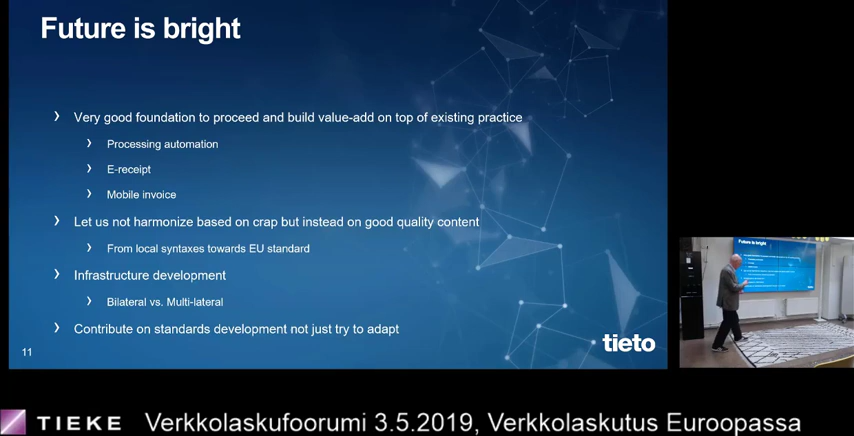 Future is bright
Very good foundation to proceed and build value-add on top of existing practice
Processing automation
E-receipt
Mobile invoice
Let us not harmonize based on crap but instead on good quality content
From local syntaxes towards EU standard
Infrastructure development
Bilateral vs. Multi-lateral
Contribute on standards development not just try to adapt
11
tieto
Future is bright
TIEKE Verkkolaskufoorumi 3.5.2019, Verkkolaskutus Euroopassa